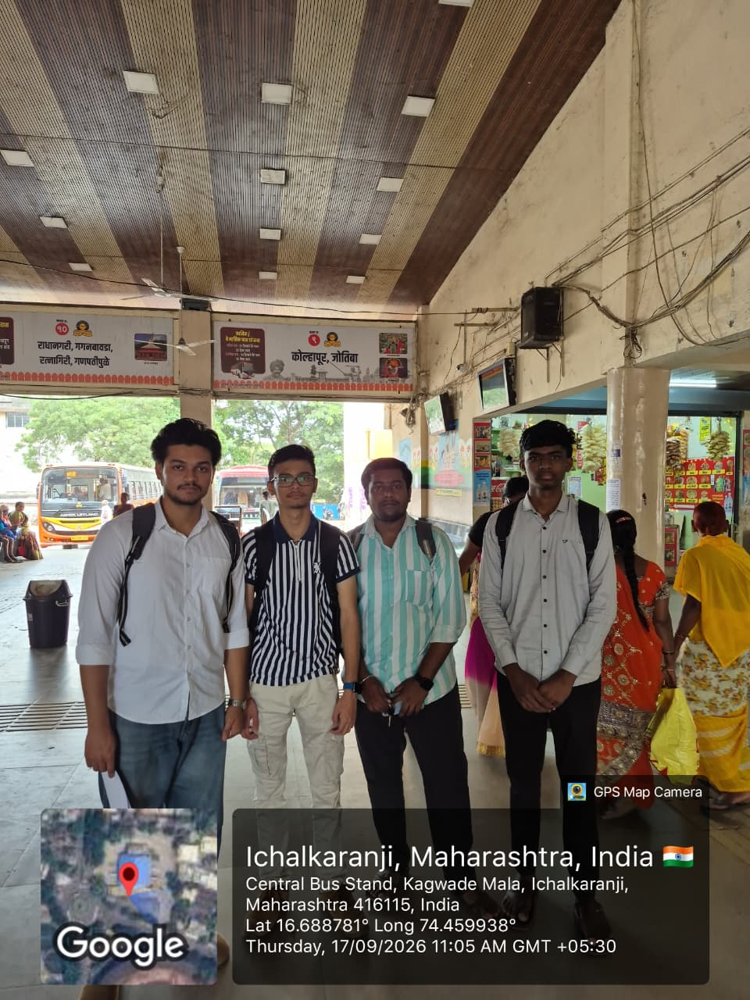 १०
राधानगरी, गगनबावडा,
रत्नागिरी, गणपतीपुळे
९
कोल्हापूर, जोतिबा
ASHOK LEYLAND
GPS Map Camera
Ichalkaranji, Maharashtra, India
Central Bus Stand, Kagwade Mala, Ichalkaranji,
Maharashtra 416115, India
Lat 16.688781° Long 74.459938°
Thursday, 17/09/2026 11:05 AM GMT +05:30
Google